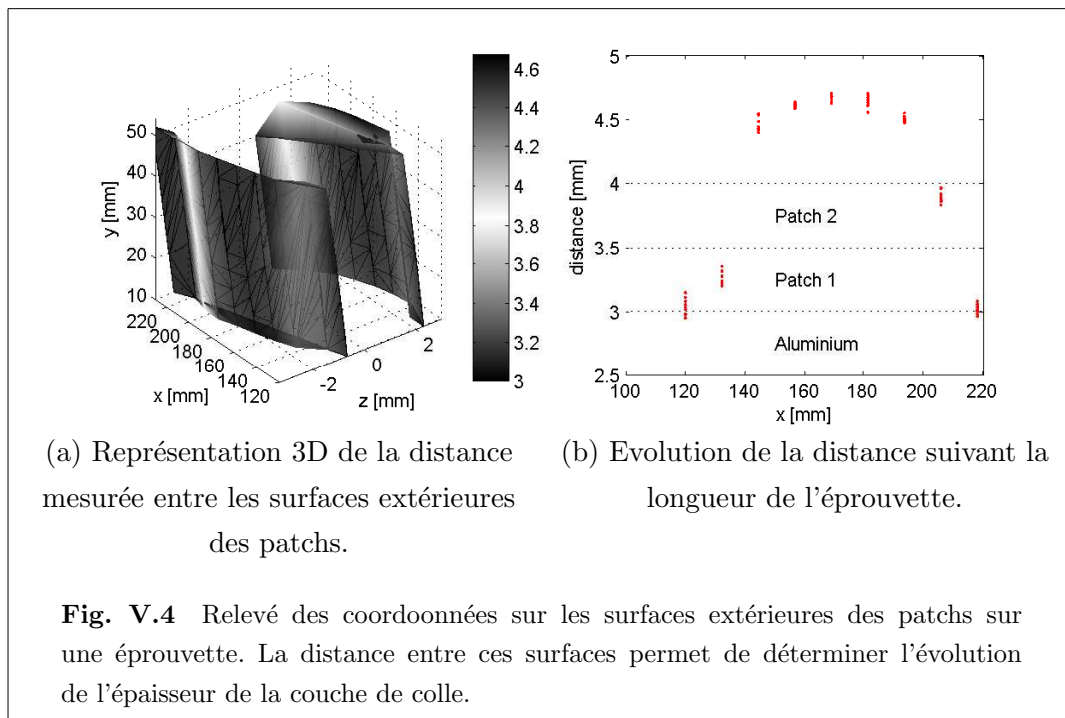 50
40
30
20
10
y [mm]
220
200
180
160
140
120
x [mm]
−2
0
2
z [mm]
4.6
4.4
4.2
4
3.8
3.6
3.4
3.2
3
5
4.5
4
3.5
3
2.5
distance [mm]
Patch 2
Patch 1
Aluminium
100 120 140 160 180 200 220
x [mm]
(a) Représentation 3D de la distance
mesurée entre les surfaces extérieures
des patchs.
(b) Evolution de la distance suivant la
longueur de l'éprouvette.
Fig. V.4 Relevé des coordoonnées sur les surfaces extérieures des patchs sur
une éprouvette. La distance entre ces surfaces permet de déterminer l'évolution
de l'épaisseur de la couche de colle.